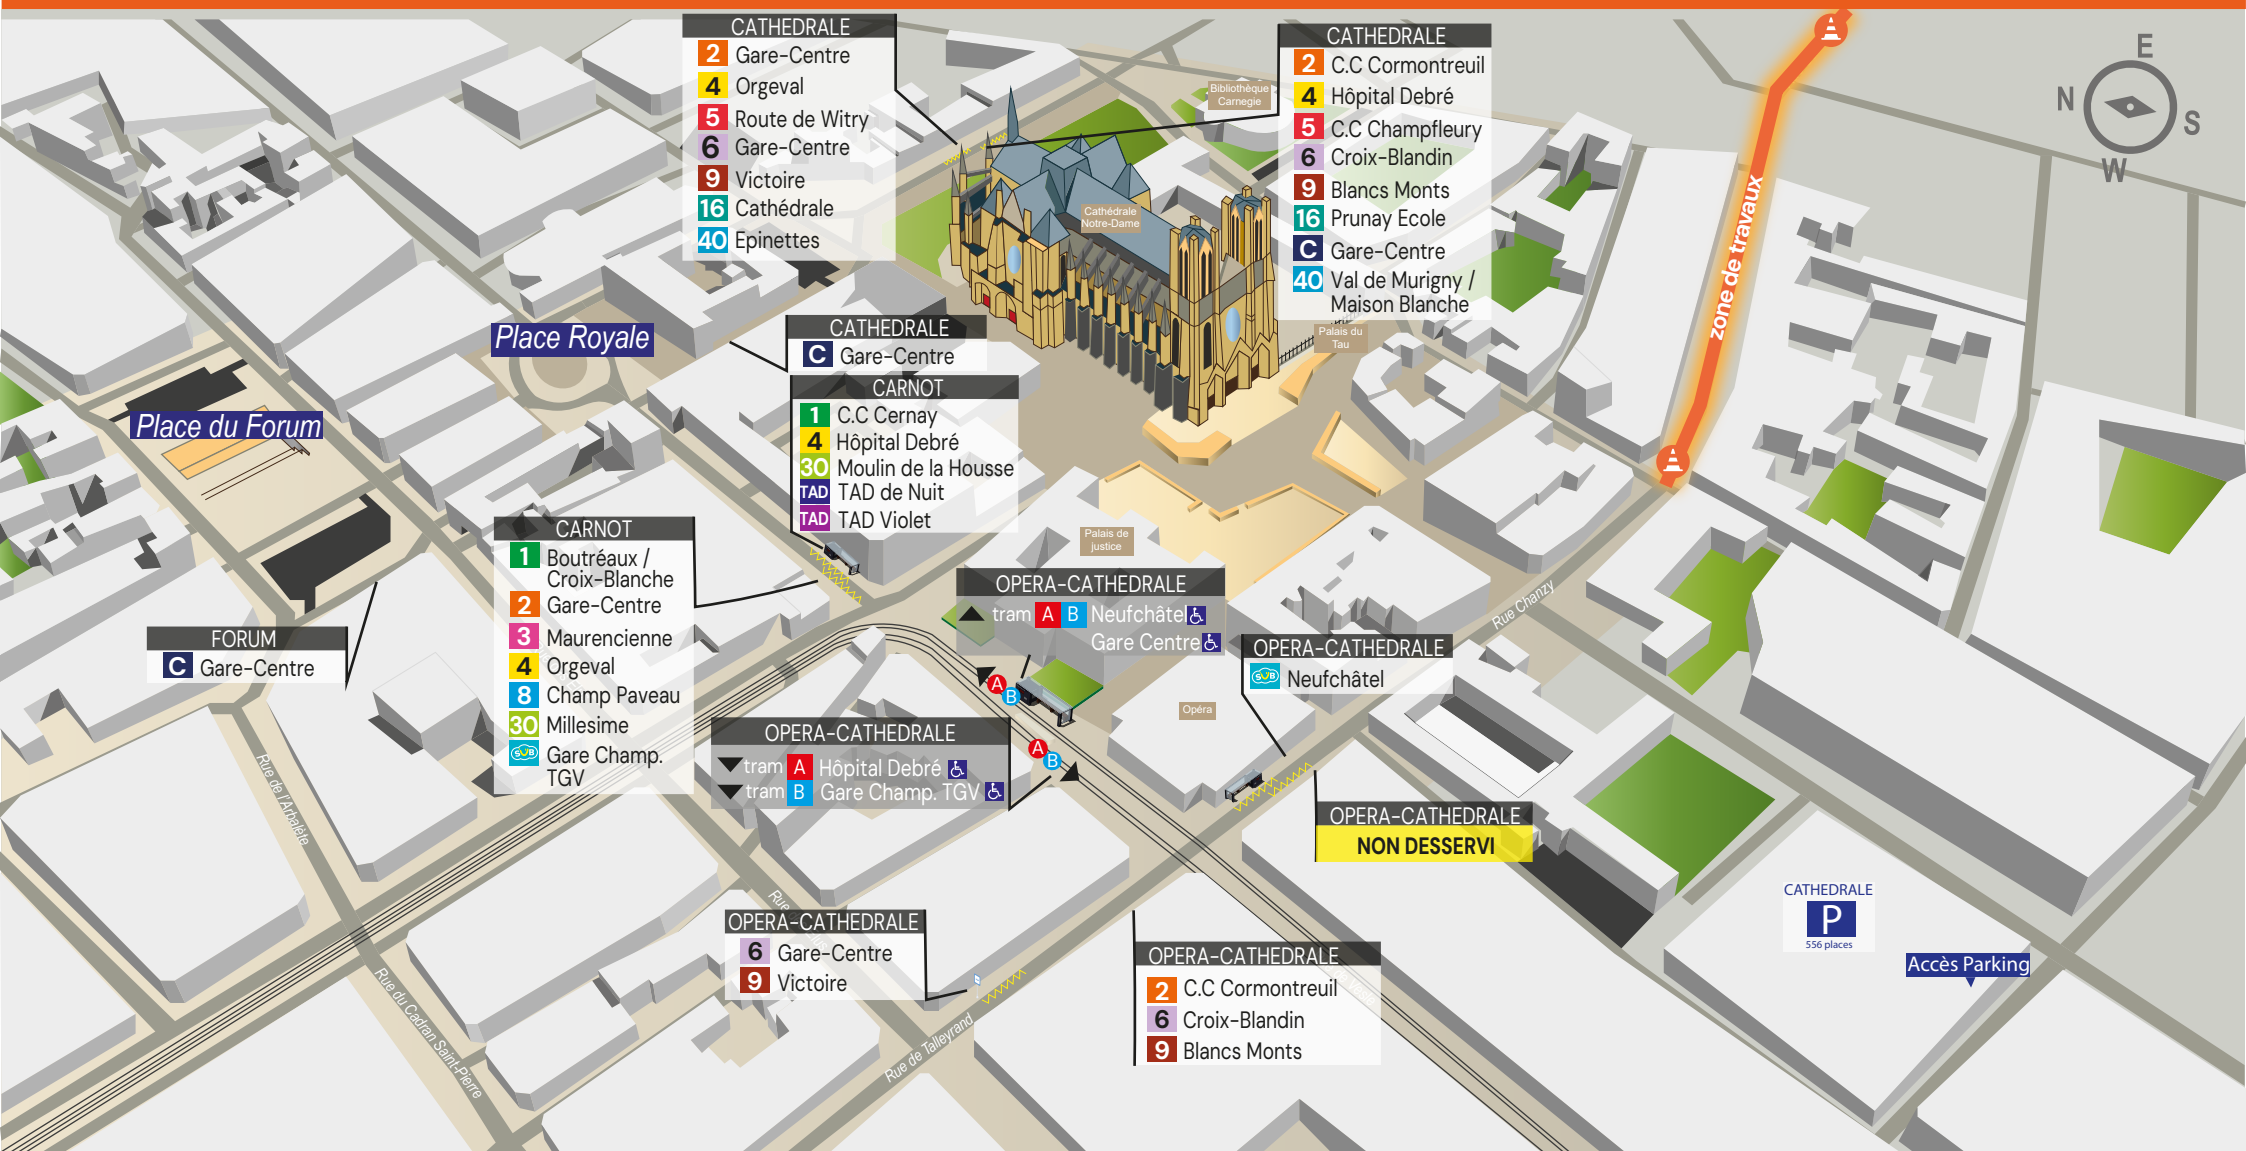 CATHEDRALE
2 Gare-Centre
4 Orgeval
5 Route de Witry
6 Gare-Centre
9 Victoire
16 Cathédrale
40 Epinettes
CATHEDRALE
2 C.C Cormontreuil
4 Hôpital Debré
5 C.C Champfleury
6 Croix-Blandin
9 Blancs Monts
16 Prunay Ecole
C Gare-Centre
40 Val de Murigny /
Maison Blanche
Bibliothèque
Carnegie
Cathédrale
Notre-Dame
Palais du
Tau
zone de travaux
E
N
S
W
Place Royale
CATHEDRALE
C Gare-Centre
Place du Forum
CARNOT
1 C.C Cernay
4 Hôpital Debré
30 Moulin de la Housse
TAD TAD de Nuit
TAD TAD Violet
CARNOT
1 Boutréaux /
Croix-Blanche
2 Gare-Centre
3 Maurencienne
4 Orgeval
8 Champ Paveau
30 Millesime
SUB Gare Champ.
TGV
FORUM
C Gare-Centre
Palais de
justice
OPERA-CATHEDRALE
tram A B Neufchâtel
Gare Centre
A
B
OPERA-CATHEDRALE
SUB Neufchâtel
Rue Chanzy
Opéra
OPERA-CATHEDRALE
tram A Hôpital Debré
tram B Gare Champ. TGV
A
B
OPERA-CATHEDRALE
NON DESSERVI
Rue de l'Arbalète
Rue
OPERA-CATHEDRALE
6 Gare-Centre
9 Victoire
OPERA-CATHEDRALE
2 C.C Cormontreuil
6 Croix-Blandin
9 Blancs Monts
CATHEDRALE
P
556 places
Accès Parking
Rue du Cadran Saint-Pierre
Rue de Talleyrand